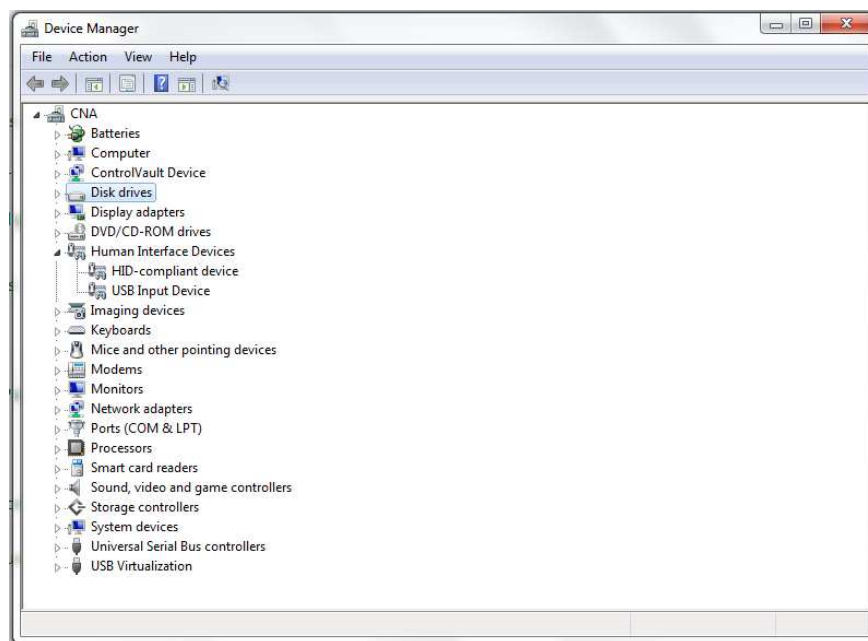 Device Manager
File Action View Help
CNA
Batteries
Computer
ControlVault Device
Disk drives
Display adapters
DVD/CD-ROM drives
Human Interface Devices
HID-compliant device
USB Input Device
Imaging devices
Keyboards
Mice and other pointing devices
Modems
Monitors
Network adapters
Ports (COM & LPT)
Processors
Smart card readers
Sound, video and game controllers
Storage controllers
System devices
Universal Serial Bus controllers
USB Virtualization